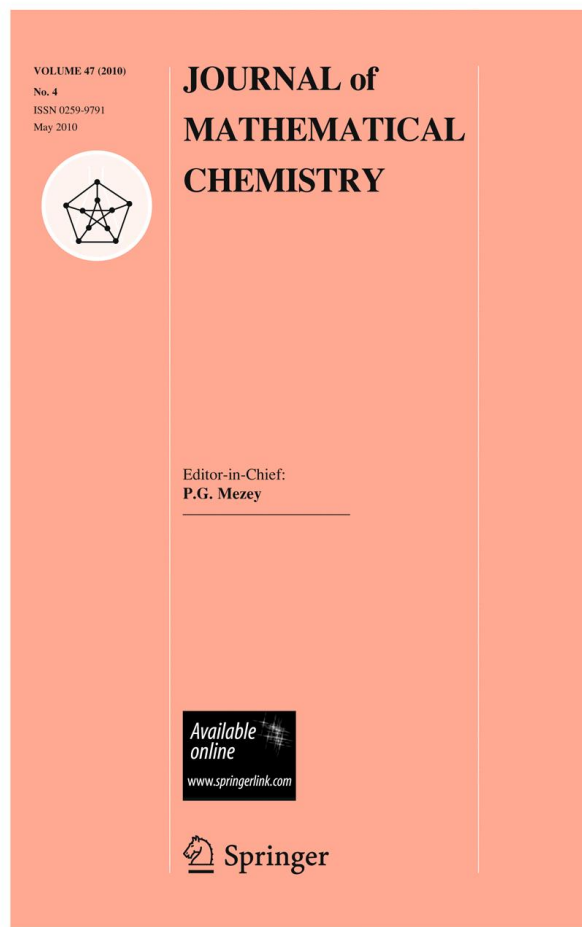 VOLUME 47 (2010)
No. 4
ISSN 0259-9791
May 2010
JOURNAL of
MATHEMATICAL
CHEMISTRY
Editor-in-Chief:
P.G. Mezey
Available
online
www.springerlink.com
Springer